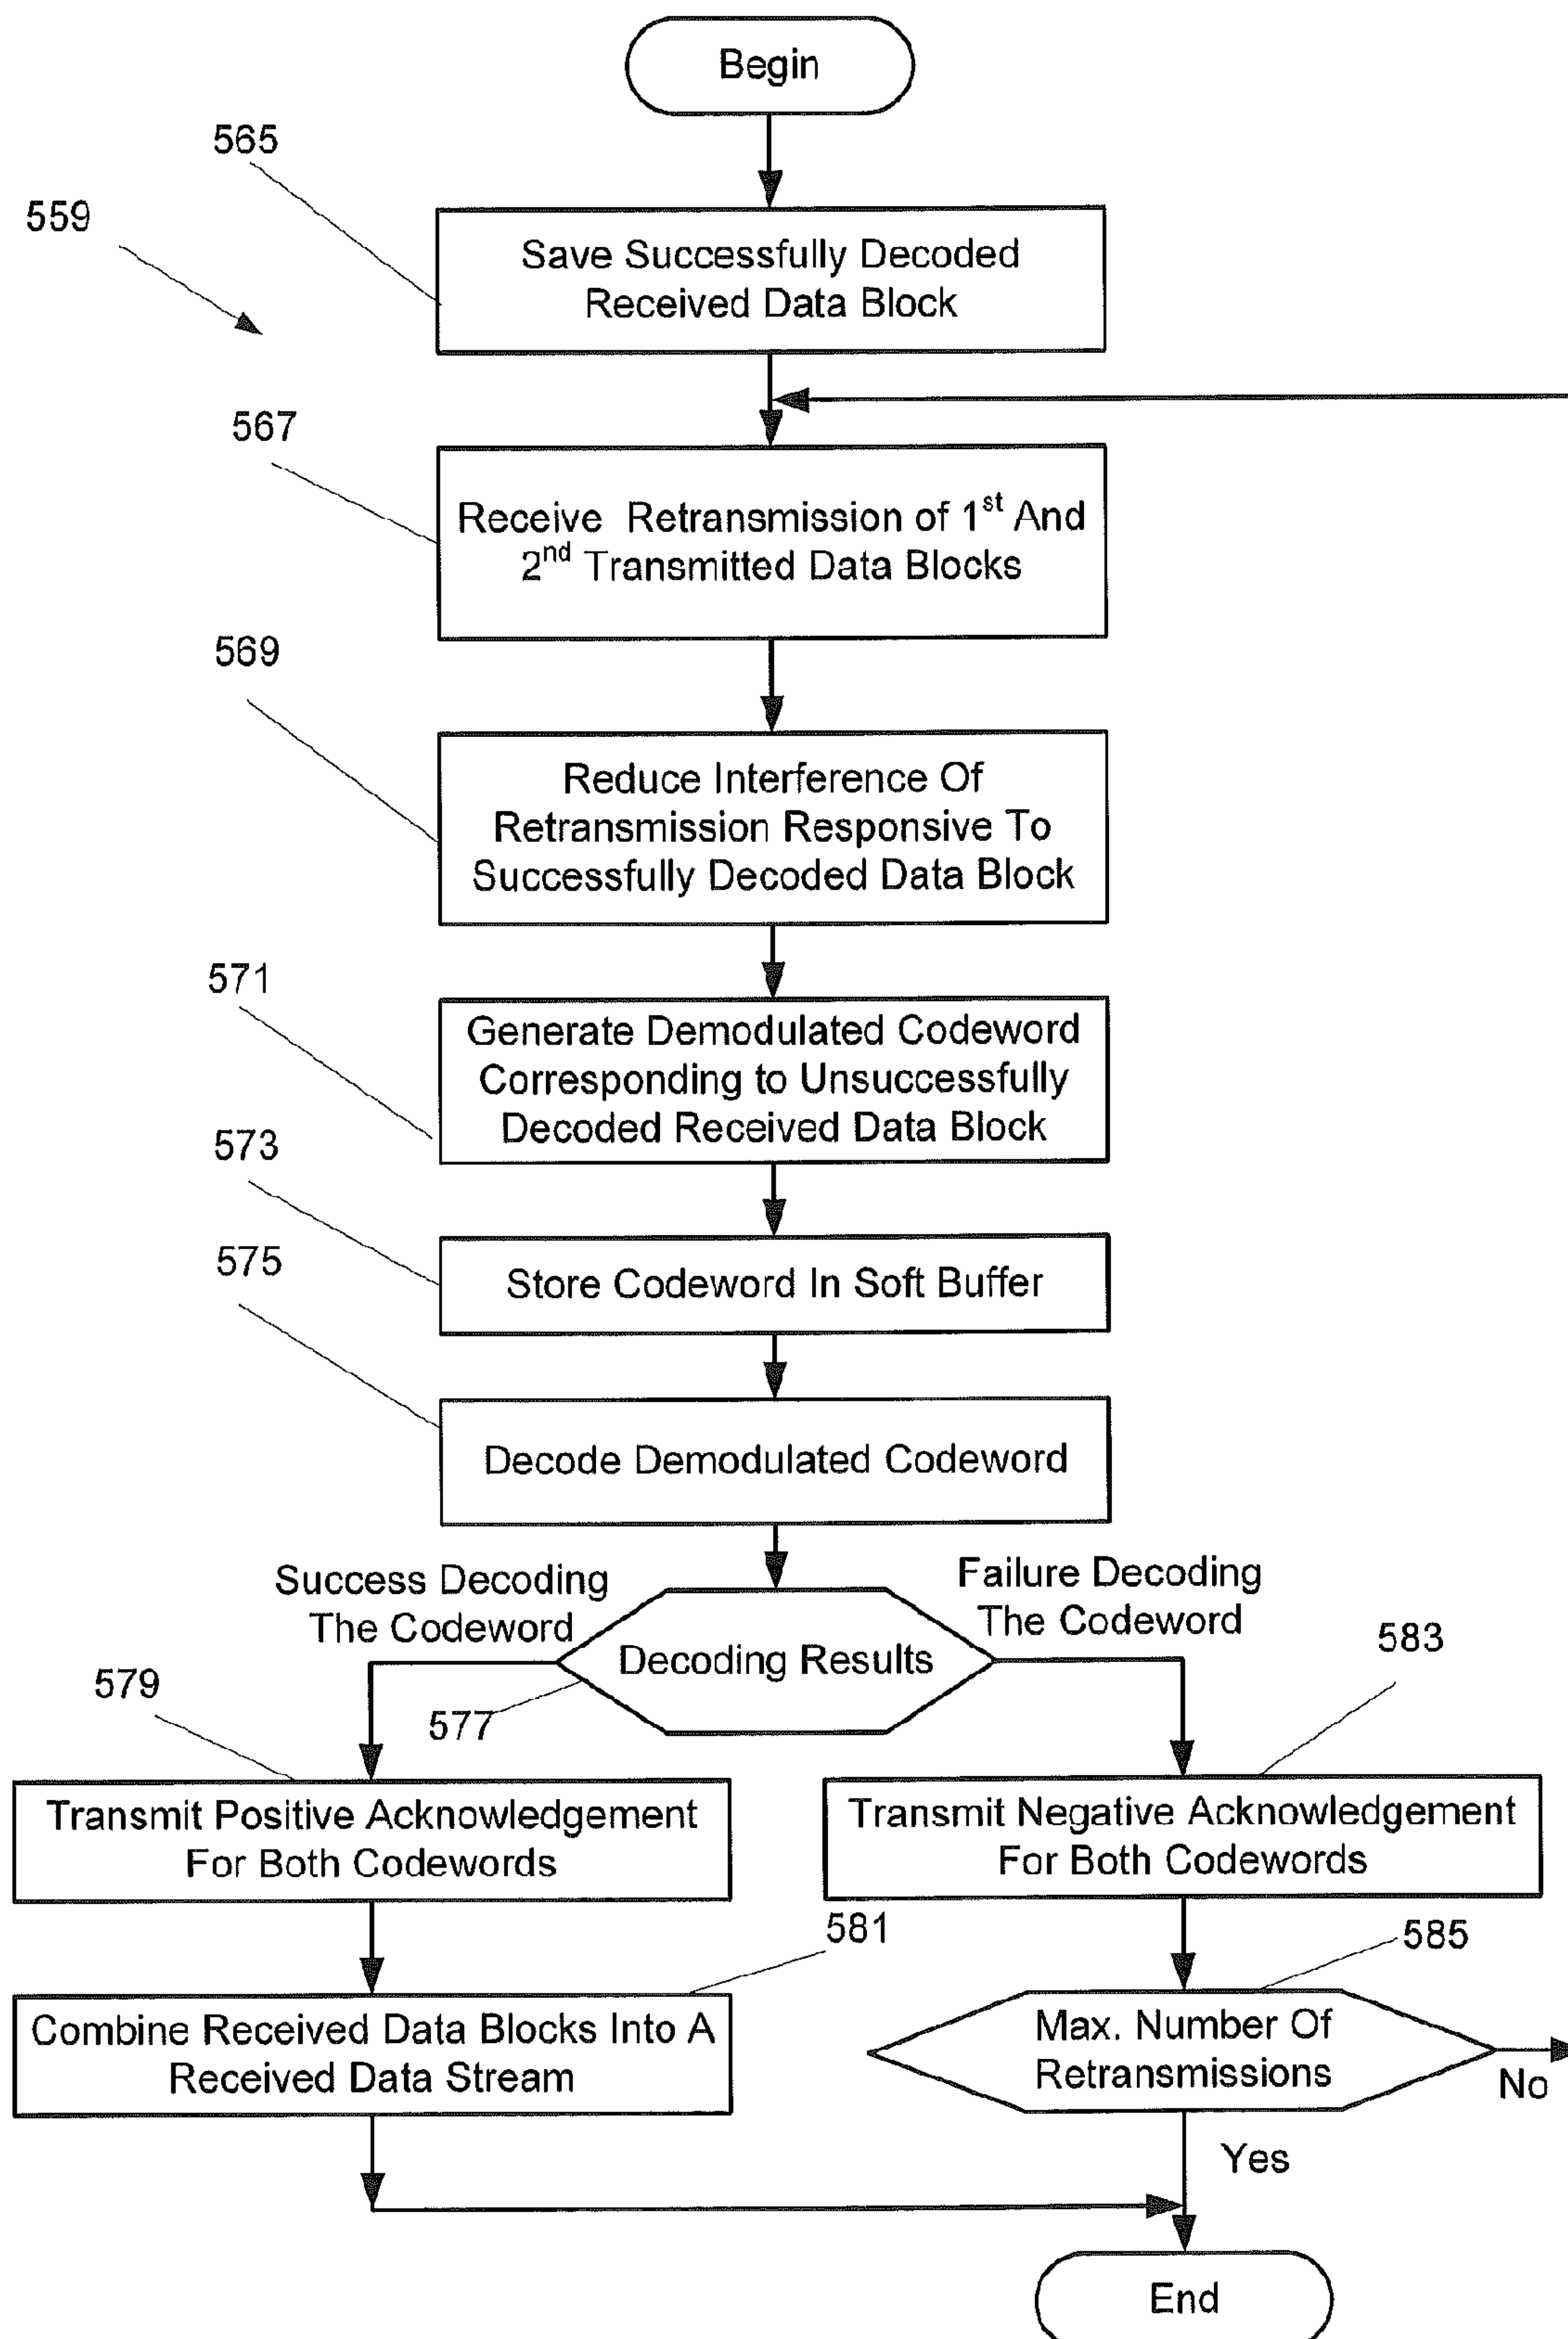 Begin
565
559
Save Successfully Decoded
Received Data Block
567
Receive Retransmission of 1st And
2nd Transmitted Data Blocks
569
Reduce Interference Of
Retransmission Responsive To
Successfully Decoded Data Block
571
Generate Demodulated Codeword
Corresponding to Unsuccessfully
Decoded Received Data Block
573
Store Codeword In Soft Buffer
575
Decode Demodulated Codeword
Success Decoding
The Codeword
Failure Decoding
The Codeword
Decoding Results
577
579
583
Transmit Positive Acknowledgement
For Both Codewords
Transmit Negative Acknowledgement
For Both Codewords
581
585
Combine Received Data Blocks Into A
Received Data Stream
Max. Number Of
Retransmissions
No
Yes
End